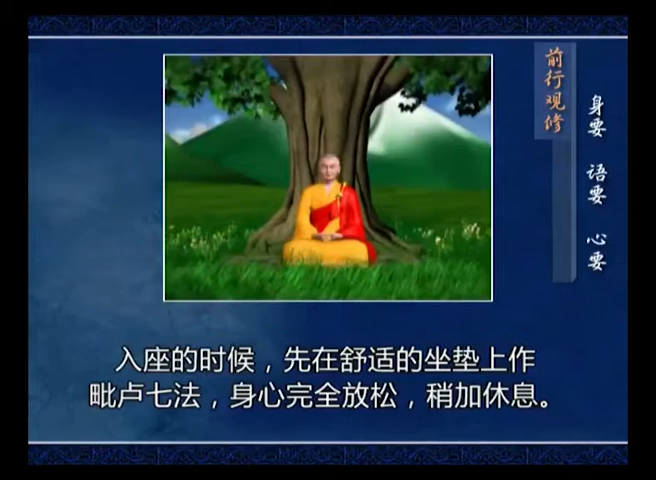 前行观修
身要 语要 心要
入座的时候，先在舒适的坐垫上作
毗卢七法，身心完全放松，稍加休息。